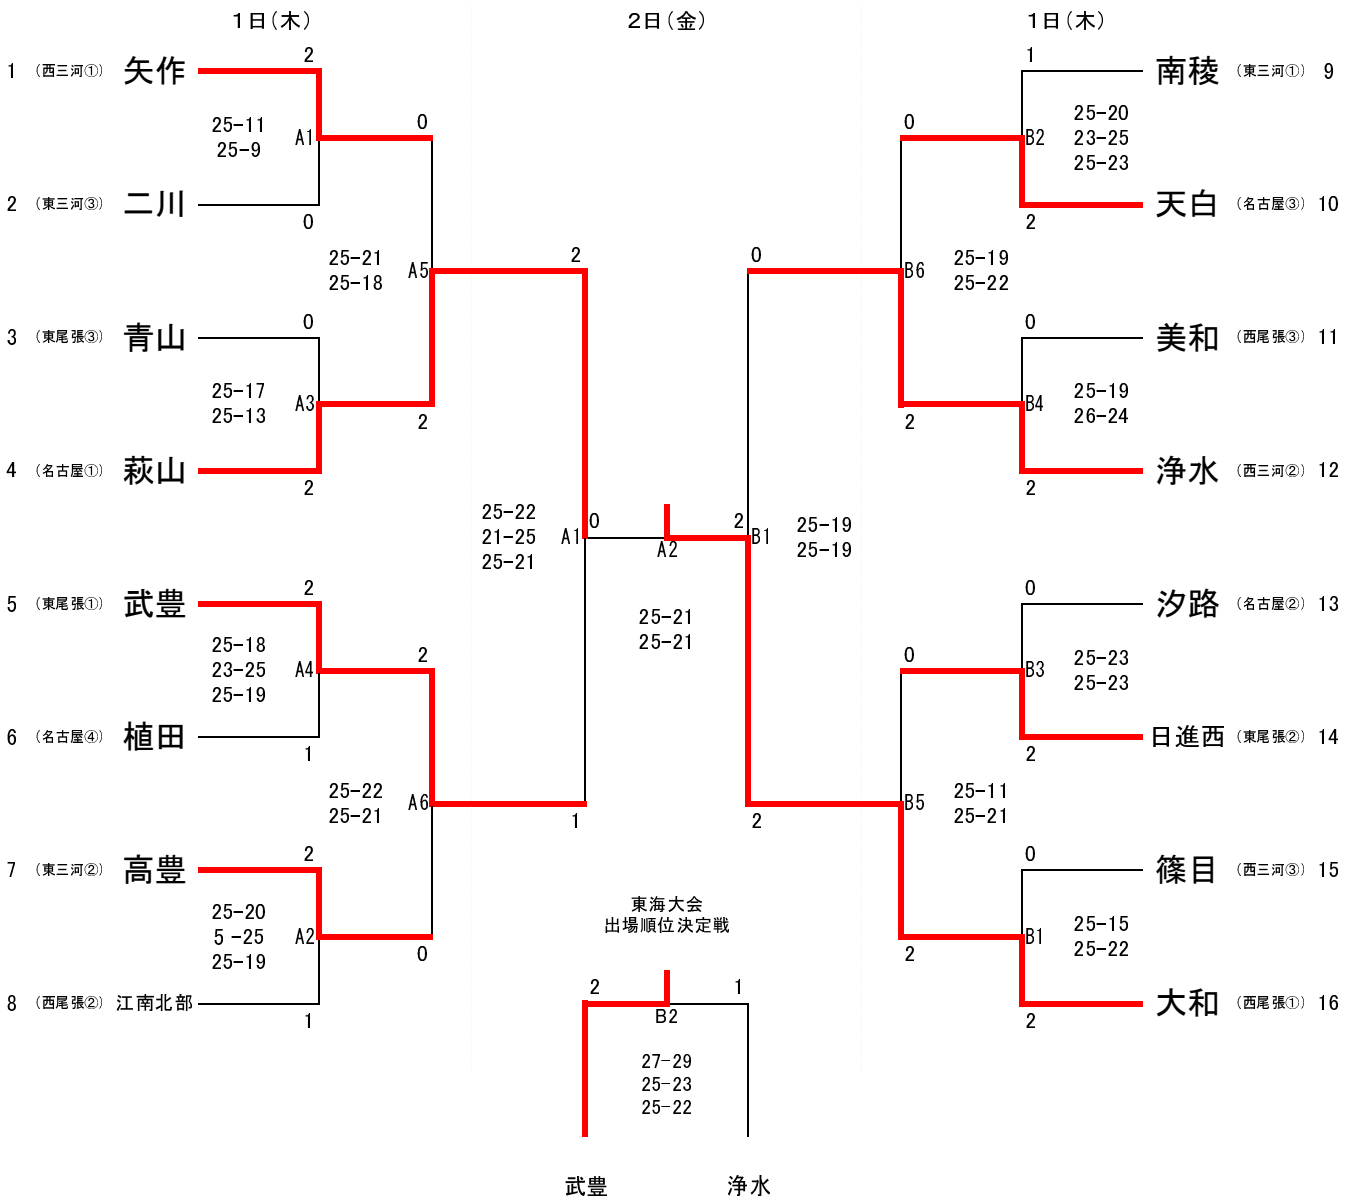 1日(木)
2日(金)
1日(木)
1 (西三河①) 矢作
2
25-11
25-9
A1
2 (東三河③) 二川
0
0
25-21
25-18
A5
3 (東尾張③) 青山
0
25-17
25-13
A3
4 (名古屋①) 萩山
2
2
2
25-22
21-25
25-21
A1
0
5 (東尾張①) 武豊
2
25-18
23-25
25-19
A4
6 (名古屋④) 植田
1
2
25-22
25-21
A6
1
7 (東三河②) 高豊
2
25-20
5 -25
25-19
A2
8 (西尾張②) 江南北部
1
0
A2
25-21
25-21
東海大会
出場順位決定戦
2
1
B2
27-29
25-23
25-22
武豊
浄水
1
南稜 (東三河①) 9
B2
25-20
23-25
25-23
天白 (名古屋③) 10
2
0
0
B6
25-19
25-22
0
美和 (西尾張③) 11
B4
25-19
26-24
浄水 (西三河②) 12
2
2
2
B1
25-19
25-19
0
汐路 (名古屋②) 13
B3
25-23
25-23
日進西 (東尾張②) 14
2
0
2
B5
25-11
25-21
0
篠目 (西三河③) 15
B1
25-15
25-22
大和 (西尾張①) 16
2
2